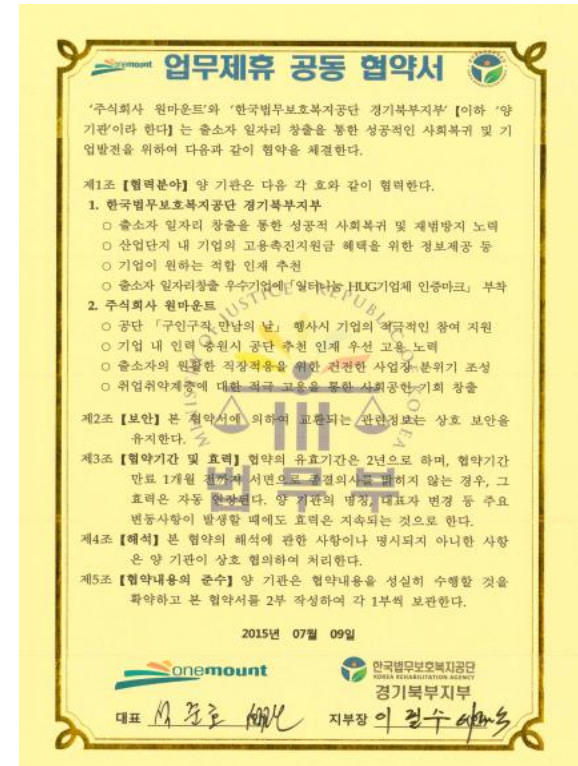 onemount 업무제휴 공동 협약서
'주식회사 원마운트'와 '한국법무보호복지공단 경기북부지부'【이하 '양
기관'이라 한다】는 출소자 일자리 창출을 통한 성공적인 사회복귀 및 기
업발전을 위하여 다음과 같이 협약을 체결한다.
제1조【협력분야】양 기관은 다음 각 호와 같이 협력한다.
1. 한국법무보호복지공단 경기북부지부
○ 출소자 일자리 창출을 통한 성공적 사회복귀 및 재범방지 노력
○ 산업단지 내 기업의 고용촉진지원금 혜택을 위한 정보제공 등
○ 기업이 원하는 적합 인재 추천
○ 출소자 일자리창출 우수기업에「일터나눔 HUG기업체 인증마크」 부착
2. 주식회사 원마운트
○ 공단 「구인구직 만남의 날」 행사시 기업의 적극적인 참여 지원
○ 기업 내 인력 충원시 공단 추천 인재 우선 고용 노력
○ 출소자의 원활한 직장적응을 위한 건전한 사업장 분위기 조성
○ 취업취약계층에 대한 적극 고용을 통한 사회공헌 기회 창출
제2조【보안】본 협약서에 의하여 교환되는 관련정보는 상호 보안을
유지한다.
제3조【협약기간 및 효력】협약의 유효기간은 2년으로 하며, 협약기간
만료 1개월 전까지 서면으로 종결의사를 밝히지 않는 경우, 그
효력은 자동 연장된다. 양 기관의 명칭, 대표자 변경 등 주요
변동사항이 발생할 때에도 효력은 지속되는 것으로 한다.
제4조【해석】본 협약의 해석에 관한 사항이나 명시되지 아니한 사항
은 양 기관이 상호 협의하여 처리한다.
제5조【협약내용의 준수】양 기관은 협약내용을 성실히 수행할 것을
확약하고 본 협약서를 2부 작성하여 각 1부씩 보관한다.
MINISTRY OF JUSTICE REPUBLIC OF KOREA
법무부
2015년 07월 09일
onemount
한국법무보호복지공단
KOREA REHABILITATION AGENCY
경기북부지부
대표
지부장 이 필 수